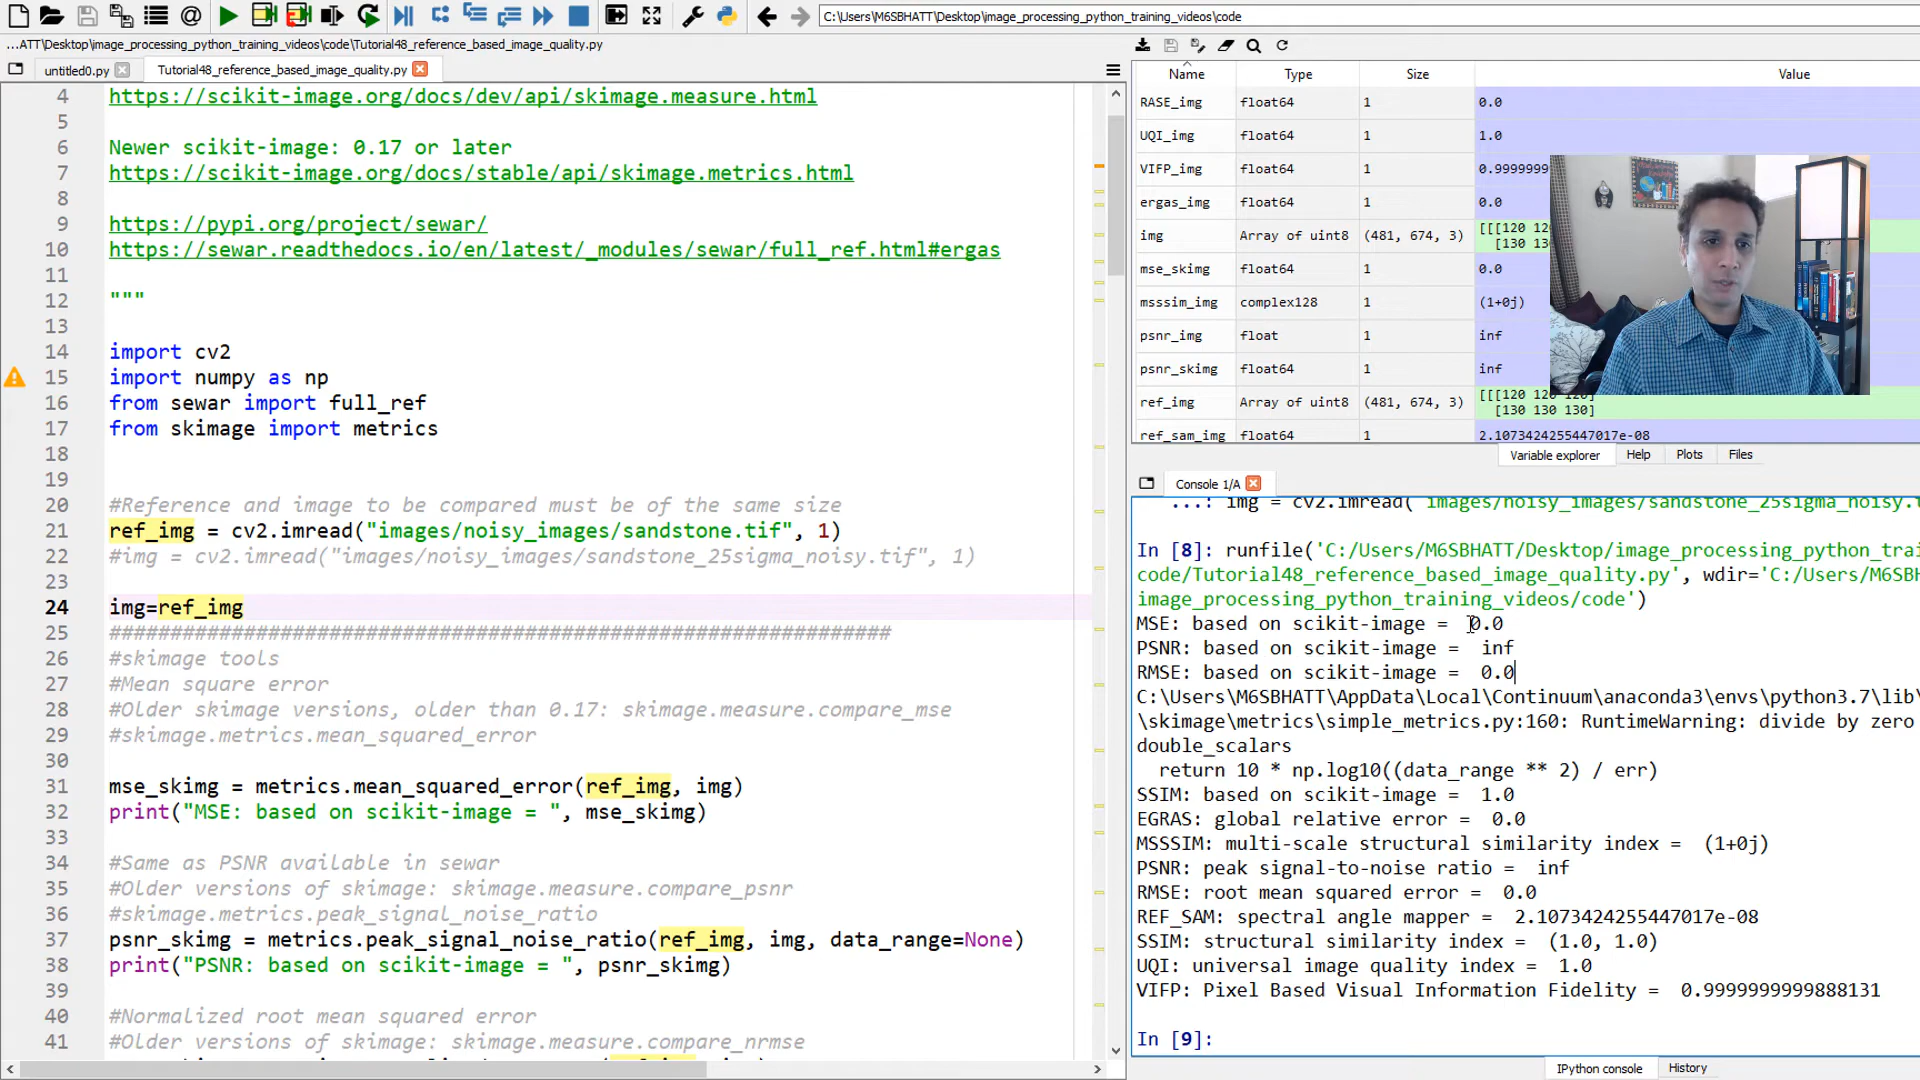 C:\Users\M6SBHATT\Desktop\image_processing_python_training_videos\code
...ATT\Desktop\image_processing_python_training_videos\code\Tutorial48_reference_based_image_quality.py
untitled0.py
Tutorial48_reference_based_image_quality.py
4 https://scikit-image.org/docs/dev/api/skimage.measure.html
5
6 Newer scikit-image: 0.17 or later
7 https://scikit-image.org/docs/stable/api/skimage.metrics.html
8
9 https://pypi.org/project/sewar/
10 https://sewar.readthedocs.io/en/latest/_modules/sewar/full_ref.html#ergas
11
12 """
13
14 import cv2
15 import numpy as np
16 from sewar import full_ref
17 from skimage import metrics
18
19
20 #Reference and image to be compared must be of the same size
21 ref_img = cv2.imread("images/noisy_images/sandstone.tif", 1)
22 #img = cv2.imread("images/noisy_images/sandstone_25sigma_noisy.tif", 1)
23
24 img=ref_img
25 ################################################################
26 #skimage tools
27 #Mean square error
28 #Older skimage versions, older than 0.17: skimage.measure.compare_mse
29 #skimage.metrics.mean_squared_error
30
31 mse_skimg = metrics.mean_squared_error(ref_img, img)
32 print("MSE: based on scikit-image = ", mse_skimg)
33
34 #Same as PSNR available in sewar
35 #Older versions of skimage: skimage.measure.compare_psnr
36 #skimage.metrics.peak_signal_noise_ratio
37 psnr_skimg = metrics.peak_signal_noise_ratio(ref_img, img, data_range=None)
38 print("PSNR: based on scikit-image = ", psnr_skimg)
39
40 #Normalized root mean squared error
41 #Older versions of skimage: skimage.measure.compare_nrmse
Name Type Size Value
RASE_img float64 1 0.0
UQI_img float64 1 1.0
VIFP_img float64 1 0.9999999
ergas_img float64 1 0.0
img Array of uint8 (481, 674, 3) [[[120 12
[130 13
mse_skimg float64 1 0.0
msssim_img complex128 1 (1+0j)
psnr_img float 1 inf
psnr_skimg float64 1 inf
ref_img Array of uint8 (481, 674, 3) [[[120 120 120]
[130 130 130]
ref_sam_img float64 1 2.1073424255447017e-08
Variable explorer Help Plots Files
Console 1/A
...: img = cv2.imread( images/noisy_images/sandstone_25sigma_noisy.t
In [8]: runfile('C:/Users/M6SBHATT/Desktop/image_processing_python_trai
code/Tutorial48_reference_based_image_quality.py', wdir='C:/Users/M6SBH
image_processing_python_training_videos/code')
MSE: based on scikit-image =  0.0
PSNR: based on scikit-image =  inf
RMSE: based on scikit-image =  0.0
C:\Users\M6SBHATT\AppData\Local\Continuum\anaconda3\envs\python3.7\lib\
\skimage\metrics\simple_metrics.py:160: RuntimeWarning: divide by zero
double_scalars
return 10 * np.log10((data_range ** 2) / err)
SSIM: based on scikit-image =  1.0
EGRAS: global relative error =  0.0
MSSSIM: multi-scale structural similarity index =  (1+0j)
PSNR: peak signal-to-noise ratio =  inf
RMSE: root mean squared error =  0.0
REF_SAM: spectral angle mapper =  2.1073424255447017e-08
SSIM: structural similarity index =  (1.0, 1.0)
UQI: universal image quality index =  1.0
VIFP: Pixel Based Visual Information Fidelity =  0.9999999999888131
In [9]:
IPython console History